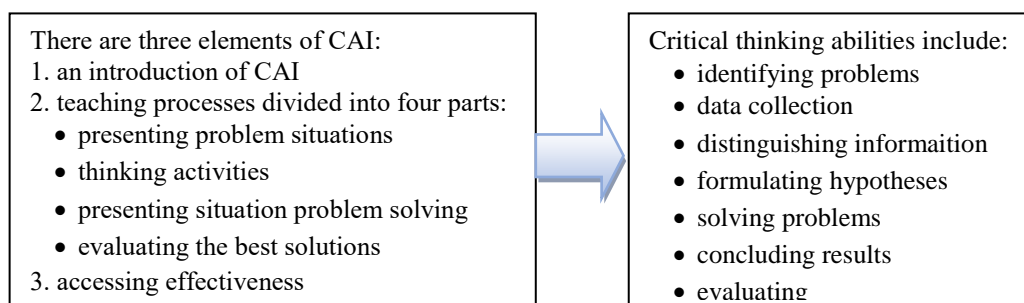 There are three elements of CAI:
1. an introduction of CAI
2. teaching processes divided into four parts:
• presenting problem situations
• thinking activities
• presenting situation problem solving
• evaluating the best solutions
3. accessing effectiveness
Critical thinking abilities include:
• identifying problems
• data collection
• distinguishing informaition
• formulating hypotheses
• solving problems
• concluding results
• evaluating